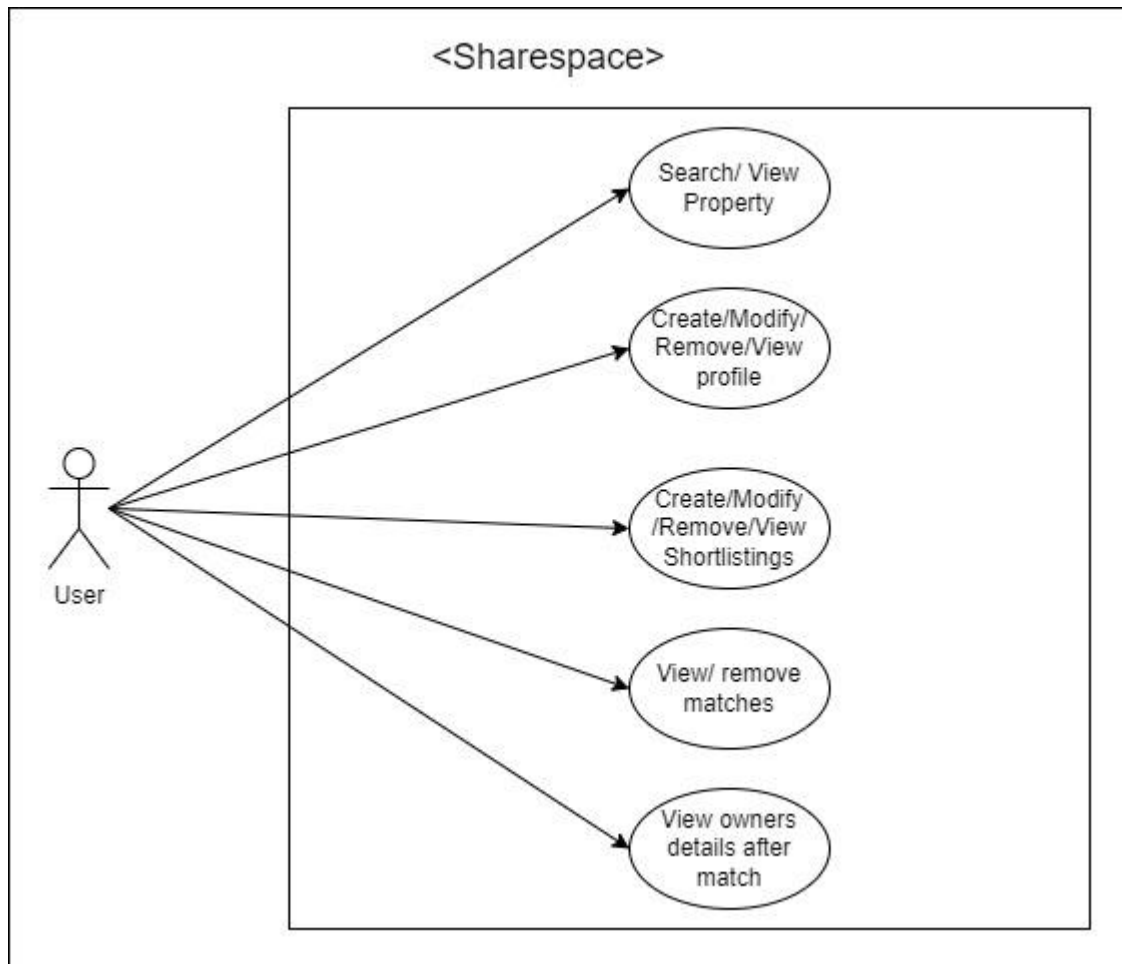 <Sharespace>
Search/ View
Property
Create/Modify/
Remove/View
profile
Create/Modify
/Remove/View
Shortlistings
User
View/ remove
matches
View owners
details after
match